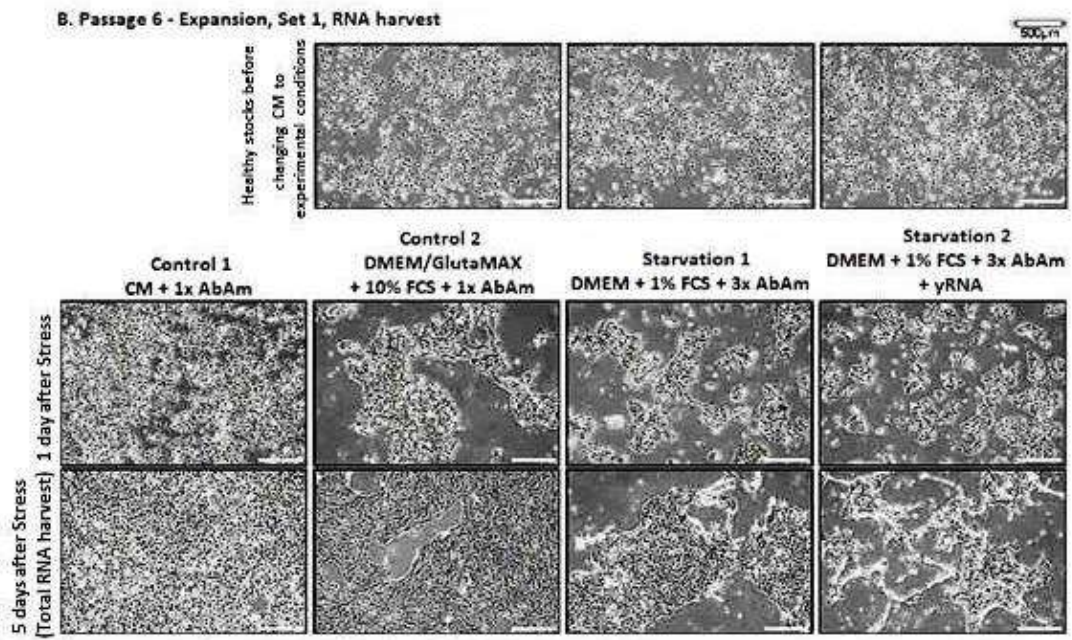 B. Passage 6 - Expansion, Set 1, RNA harvest
500µm
Healthy stocks before
changing CM to
experimental conditions
Control 1
CM + 1x AbAm
Control 2
DMEM/GlutaMAX
+ 10% FCS + 1x AbAm
Starvation 1
DMEM + 1% FCS + 3x AbAm
Starvation 2
DMEM + 1% FCS + 3x AbAm
+ yRNA
1 day after Stress
5 days after Stress
(Total RNA harvest)